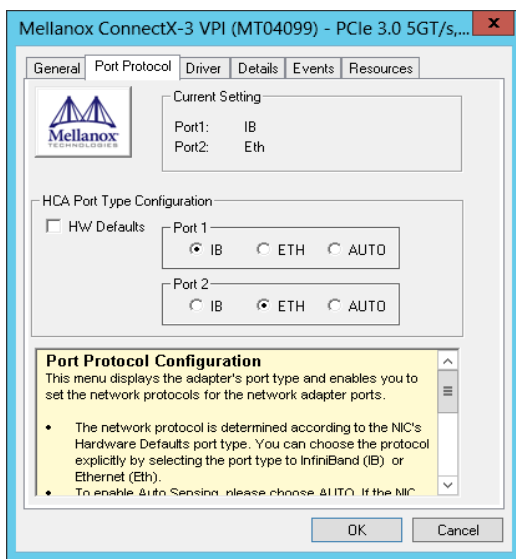 Mellanox ConnectX-3 VPI (MT04099) - PCIe 3.0 5GT/s,...
x
General Port Protocol Driver Details Events Resources
Mellanox
TECHNOLOGIES
Current Setting
Port1: IB
Port2: Eth
HCA Port Type Configuration
HW Defaults
Port 1
IB ETH AUTO
Port 2
IB ETH AUTO
Port Protocol Configuration
This menu displays the adapter's port type and enables you to
set the network protocols for the network adapter ports.
• The network protocol is determined according to the NIC's
Hardware Defaults port type. You can choose the protocol
explicitly by selecting the port type to InfiniBand (IB) or
Ethernet (Eth).
• To enable Auto Sensing, please choose AUTO. If the NIC
OK Cancel